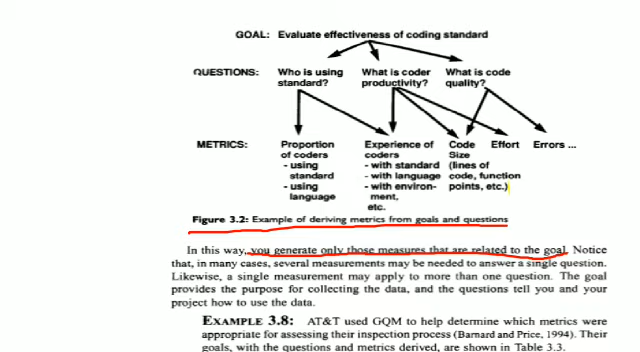 GOAL: Evaluate effectiveness of coding standard
QUESTIONS: Who is using What is coder What is code
standard? productivity? quality?
METRICS: Proportion Experience of Code Effort Errors ...
of coders coders Size
- using - with standard (lines of
standard - with language code, function
- using - with environ- points, etc.)
language ment,
etc.
Figure 3.2: Example of deriving metrics from goals and questions
In this way, you generate only those measures that are related to the goal. Notice
that, in many cases, several measurements may be needed to answer a single question.
Likewise, a single measurement may apply to more than one question. The goal
provides the purpose for collecting the data, and the questions tell you and your
project how to use the data.
EXAMPLE 3.8: AT&T used GQM to help determine which metrics were
appropriate for assessing their inspection process (Barnard and Price, 1994). Their
goals, with the questions and metrics derived, are shown in Table 3.3.